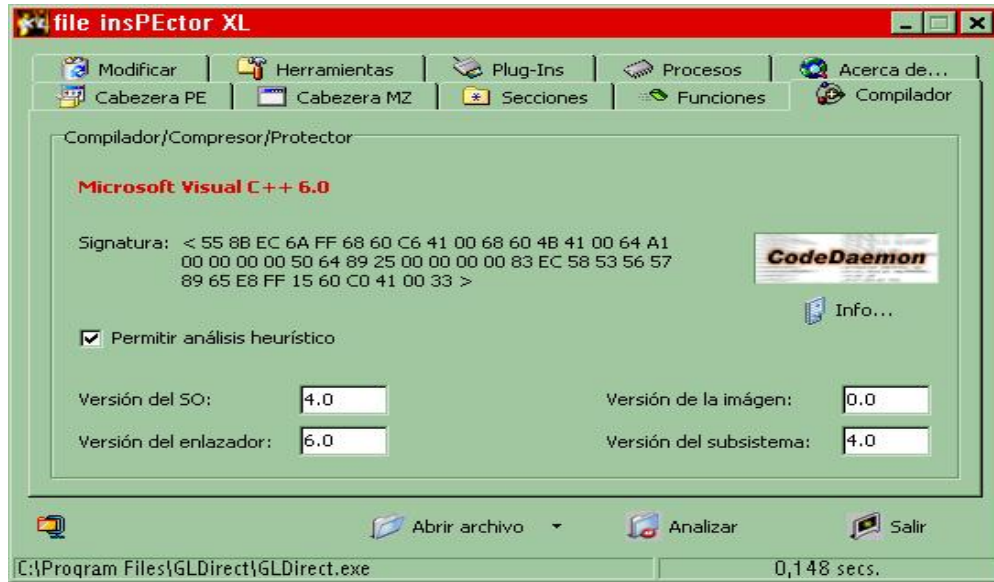 file insPEctor XL
Modificar Herramientas Plug-Ins Procesos Acerca de...
Cabezera PE Cabezera MZ Secciones Funciones Compilador
Compilador/Compresor/Protector
Microsoft Visual C++ 6.0
Signatura: < 55 8B EC 6A FF 68 60 C6 41 00 68 60 4B 41 00 64 A1
00 00 00 00 50 64 89 25 00 00 00 00 83 EC 58 53 56 57
89 65 E8 FF 15 60 C0 41 00 33 >
CodeDaemon
Info...
Permitir análisis heurístico
Versión del SO: 4.0 Versión de la imágen: 0.0
Versión del enlazador: 6.0 Versión del subsistema: 4.0
Abrir archivo Analizar Salir
C:\Program Files\GLDirect\GLDirect.exe 0,148 secs.